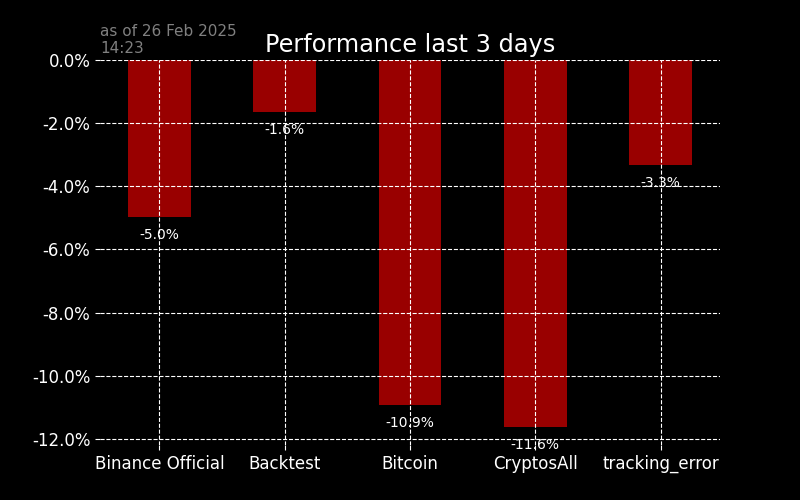 as of 26 Feb 2025
14:23
Performance last 3 days
0.0%
-2.0%
-4.0%
-6.0%
-8.0%
-10.0%
-12.0%
-5.0%
-1.6%
-10.9%
-11.6%
-3.3%
Binance Official
Backtest
Bitcoin
CryptosAll
tracking_error